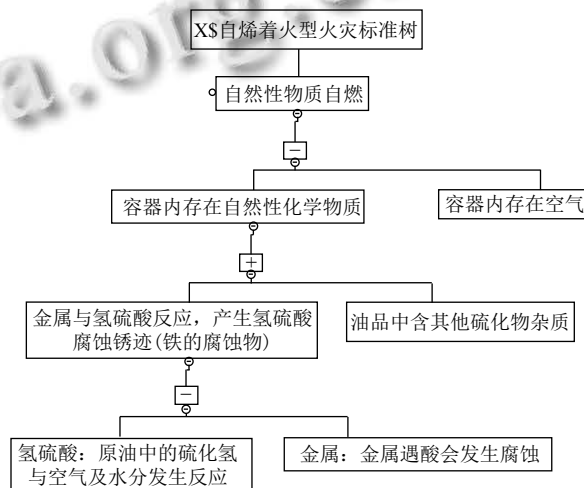 a.org.
X$自烯着火型火灾标准树
自然性物质自燃
−
容器内存在自然性化学物质
容器内存在空气
+
金属与氢硫酸反应，产生氢硫酸
腐蚀锈迹(铁的腐蚀物)
油品中含其他硫化物杂质
−
氢硫酸：原油中的硫化氢
与空气及水分发生反应
金属：金属遇酸会发生腐蚀